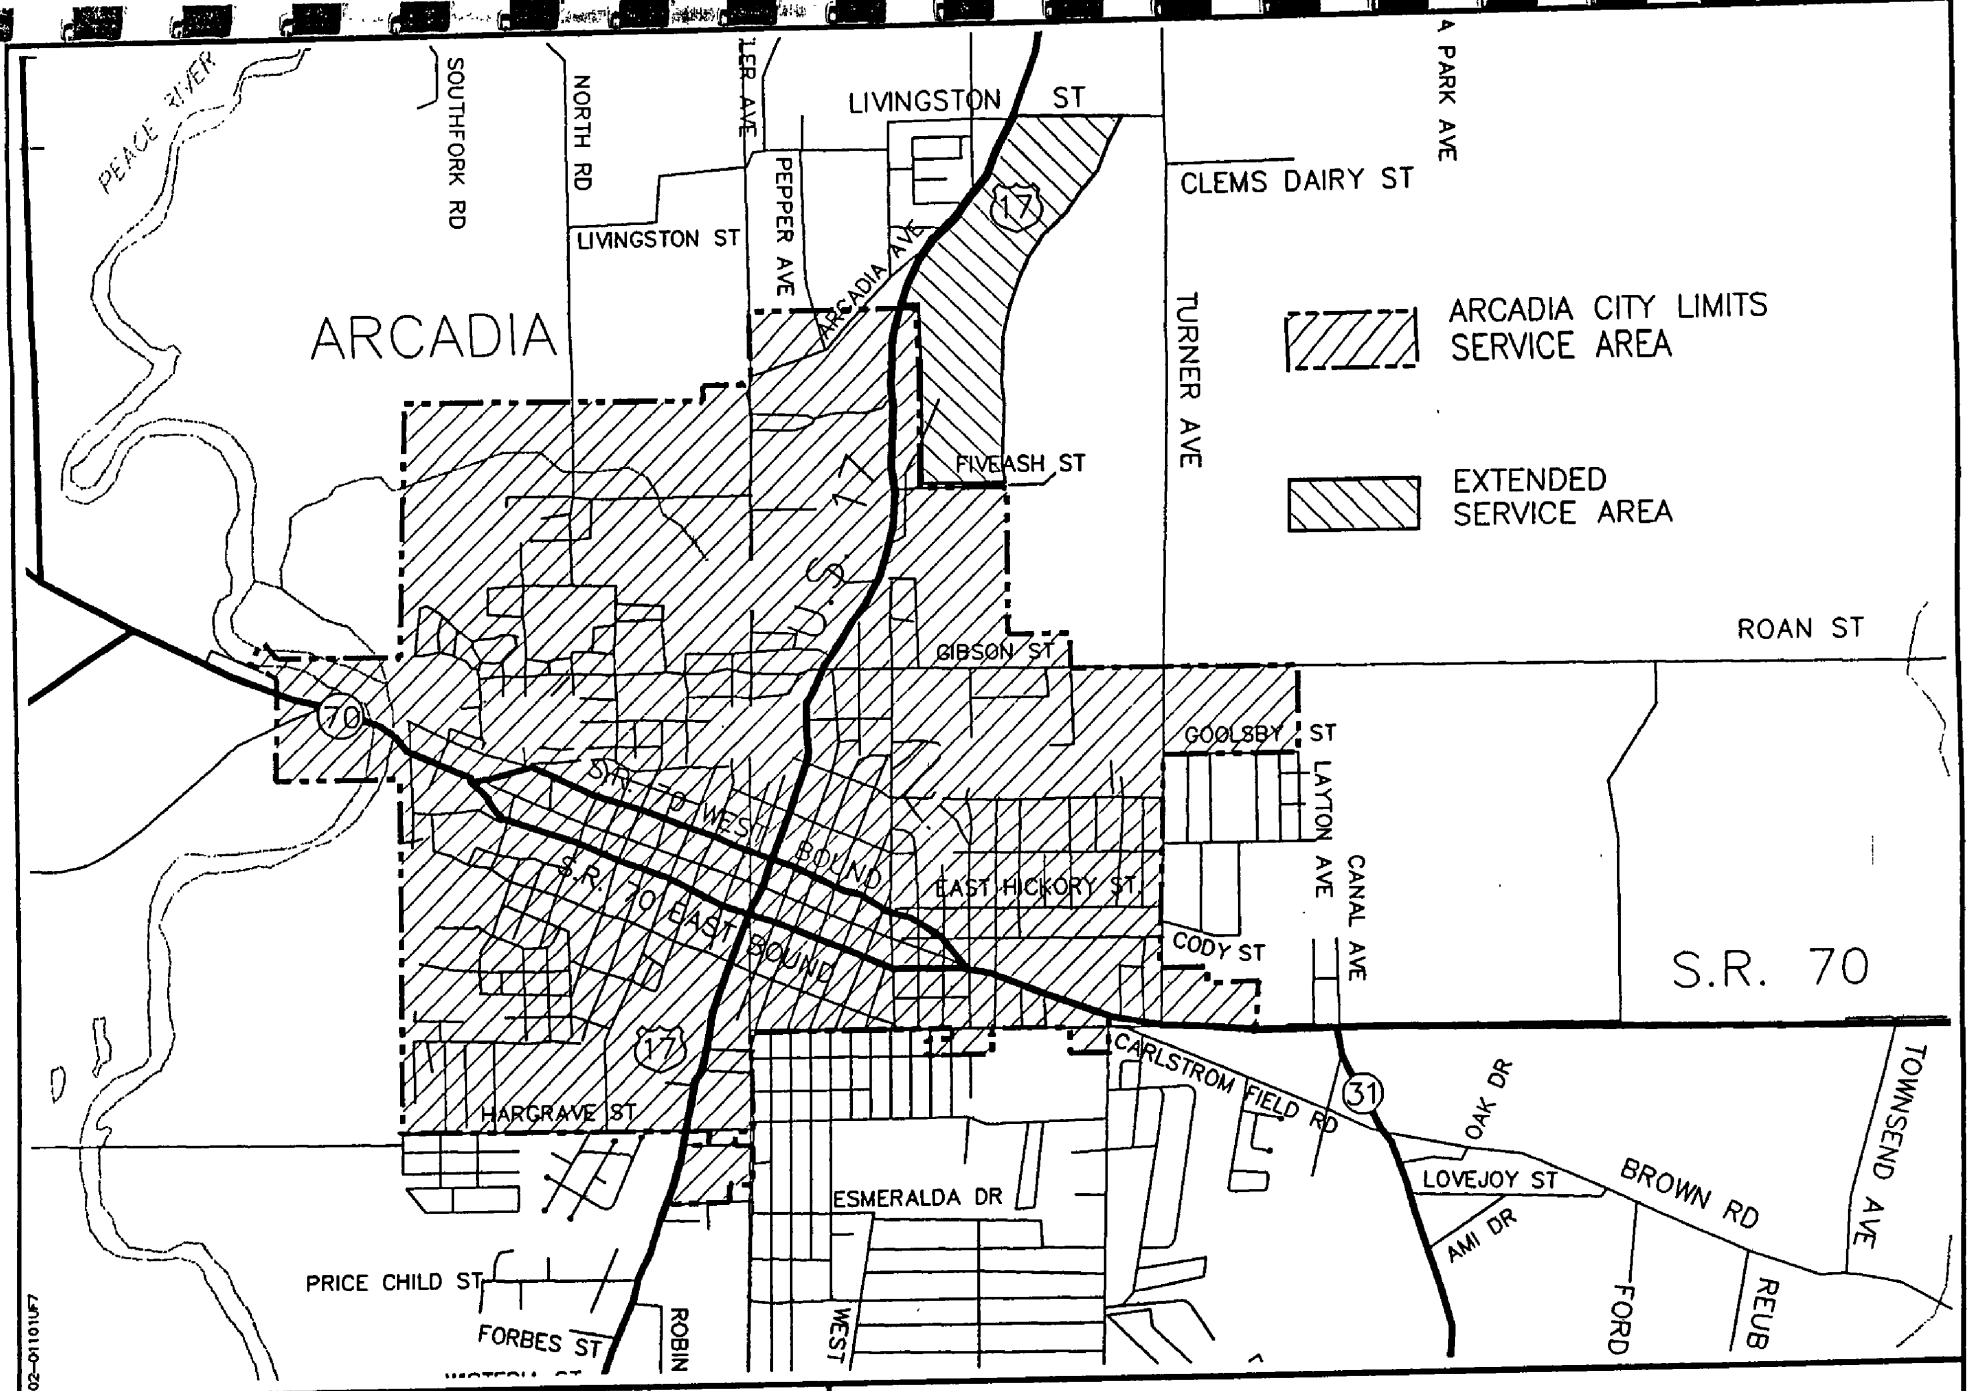 PEACE RIVER
SOUTHFORK RD
NORTH RD
LER AVE
LIVINGSTON ST
A PARK AVE
PEPPER AVE
CLEMS DAIRY ST
17
LIVINGSTON ST
ARCADIA AVE
ARCADIA
TURNER AVE
ARCADIA CITY LIMITS
SERVICE AREA
FIVEASH ST
EXTENDED
SERVICE AREA
U.S. 17
ROAN ST
GIBSON ST
70
GOOLSBY ST
LAYTON AVE
S.R. 70 WEST BOUND
S.R. 70 EAST BOUND
EAST HICKORY ST.
CANAL AVE
CODY ST
S.R. 70
17
CARLSTROM FIELD RD
31
OAK DR
TOWNSEND AVE
HARGRAVE ST
LOVEJOY ST
BROWN RD
ESMERALDA DR
AMI DR
PRICE CHILD ST
FORD
REUB
FORBES ST
ROBIN
WEST
02-01101UF7